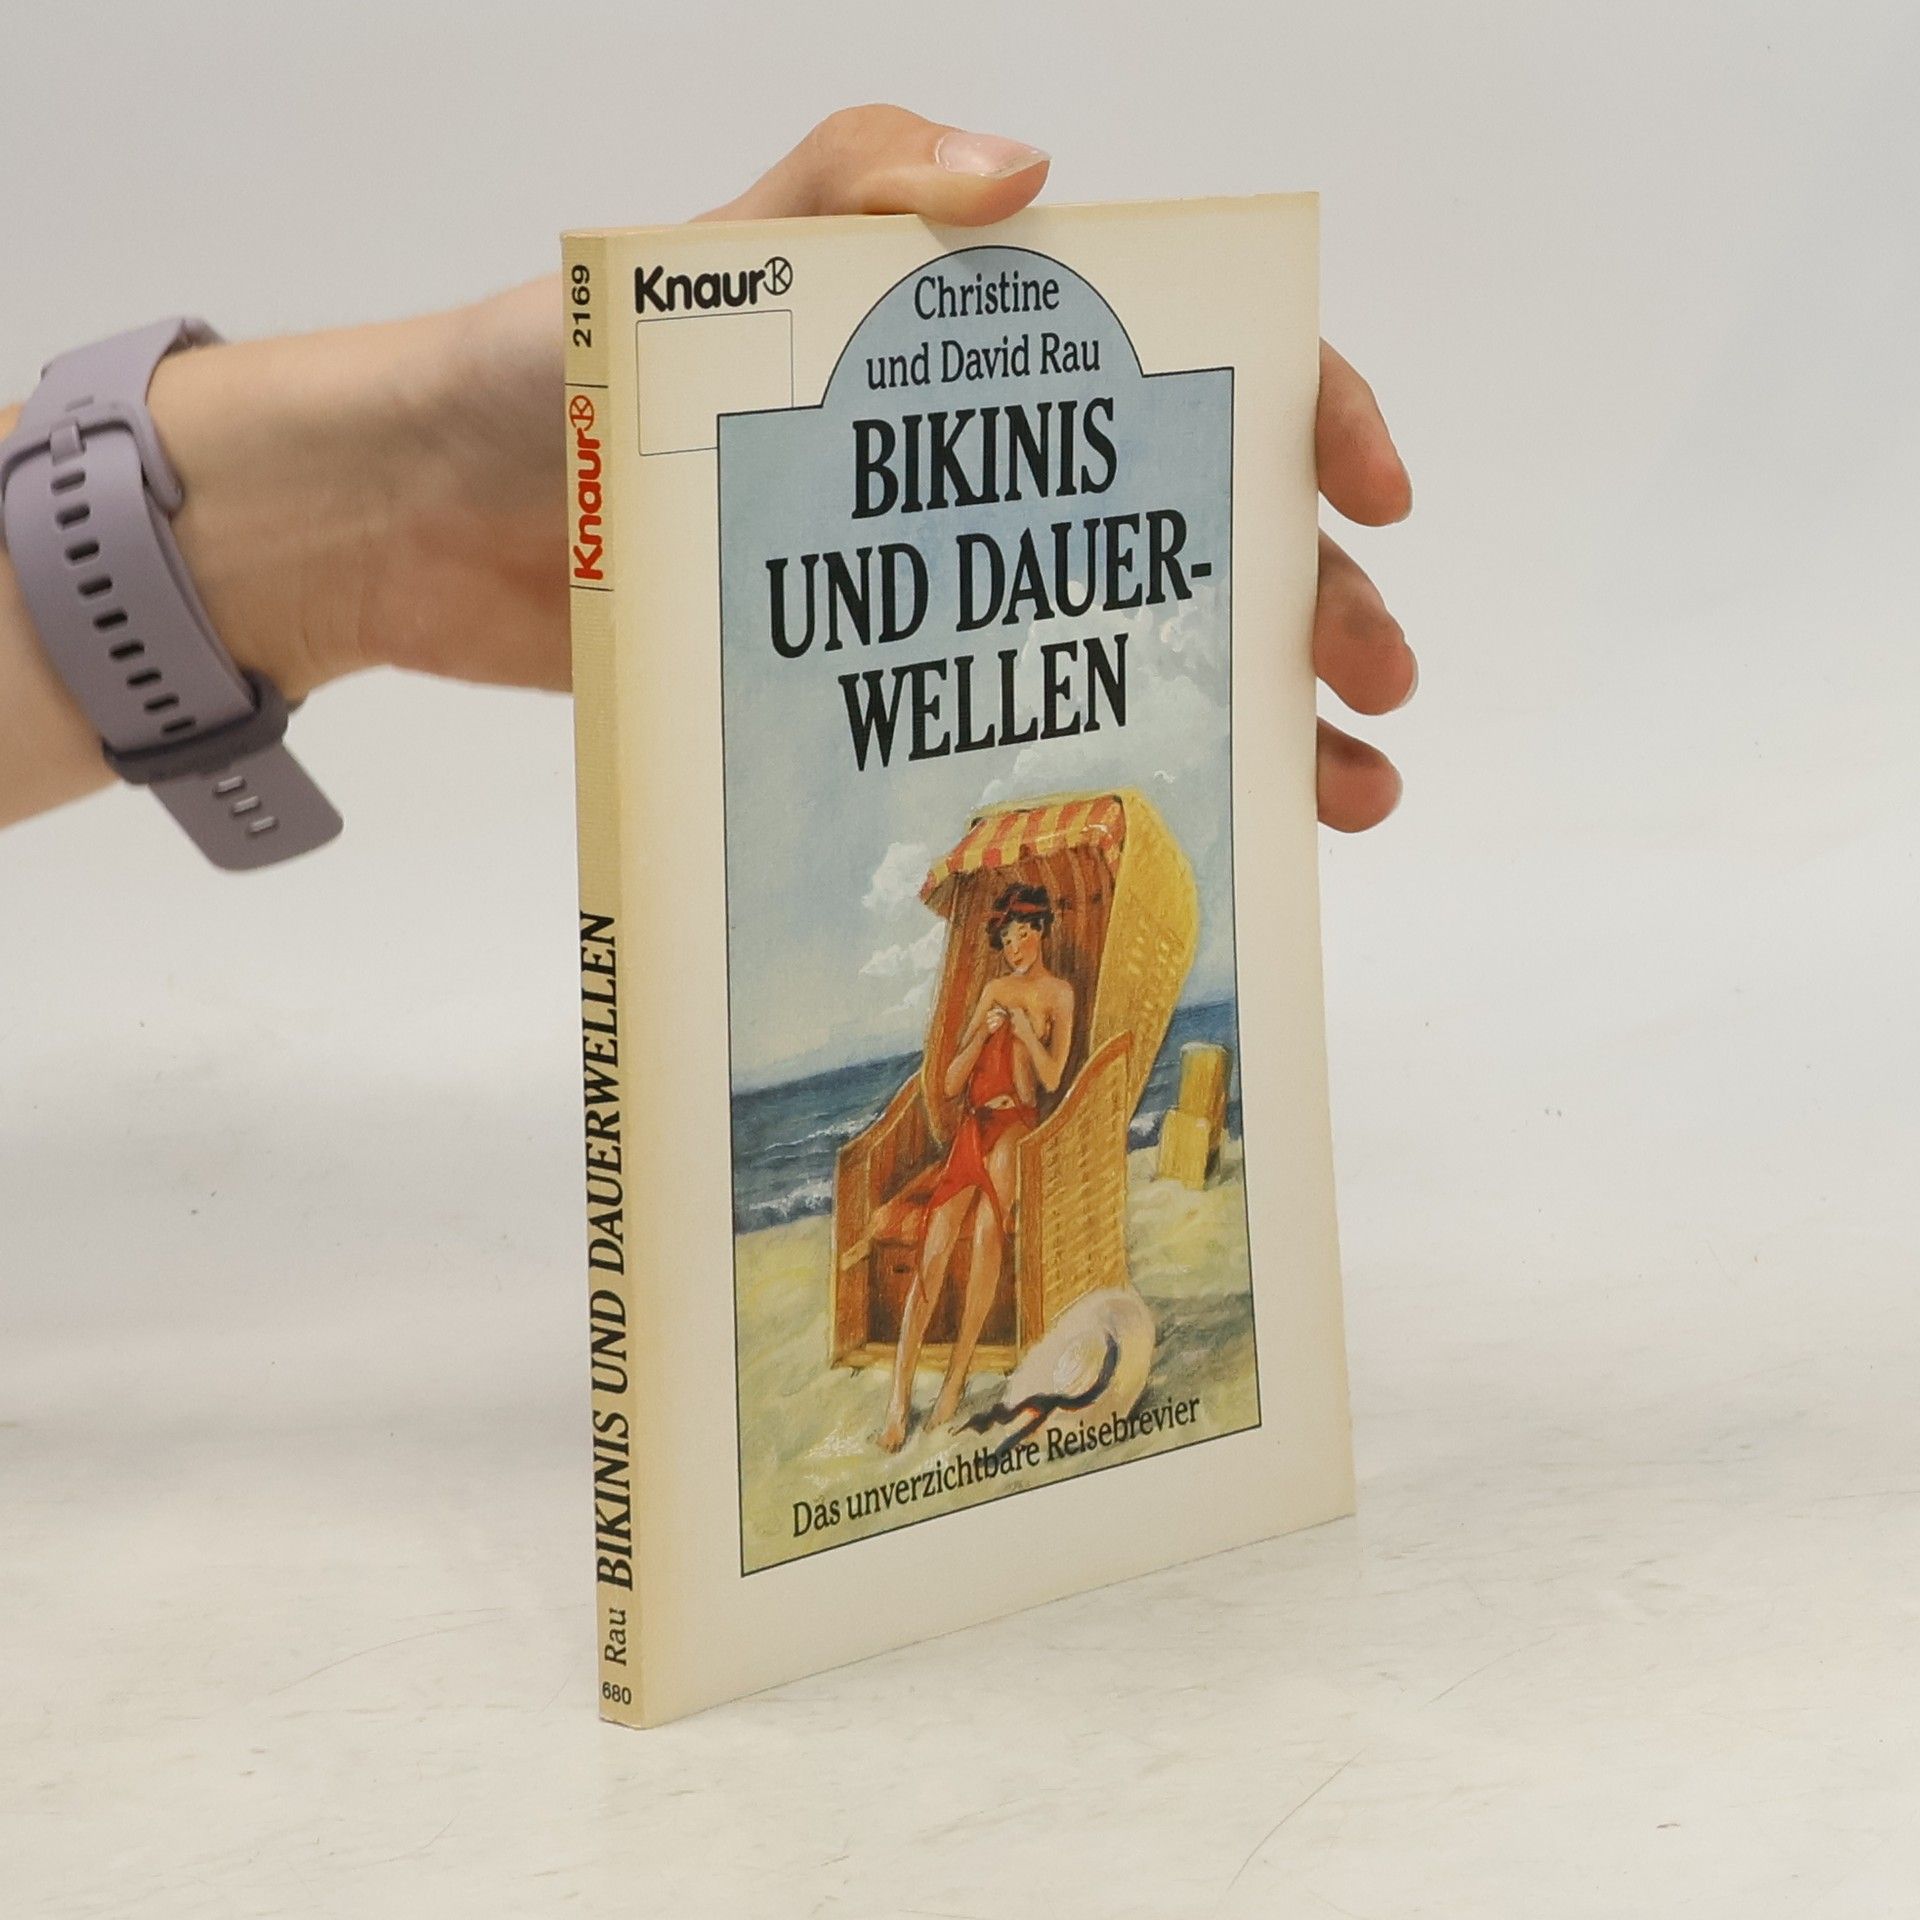 Knaur
Christine
und David Rau
BIKINIS
UND DAUER-
WELLEN
Das unverzichtbare Reisebrevier
2169
Knaur
Rau BIKINIS UND DAUERWELLEN
680